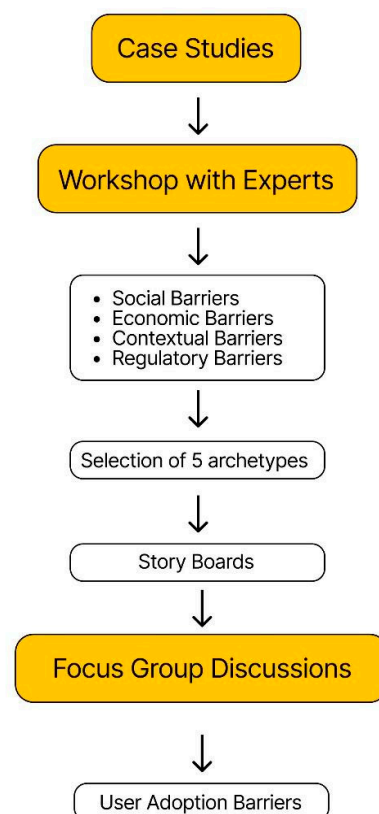 Case Studies
Workshop with Experts
• Social Barriers
• Economic Barriers
• Contextual Barriers
• Regulatory Barriers
Selection of 5 archetypes
Story Boards
Focus Group Discussions
User Adoption Barriers